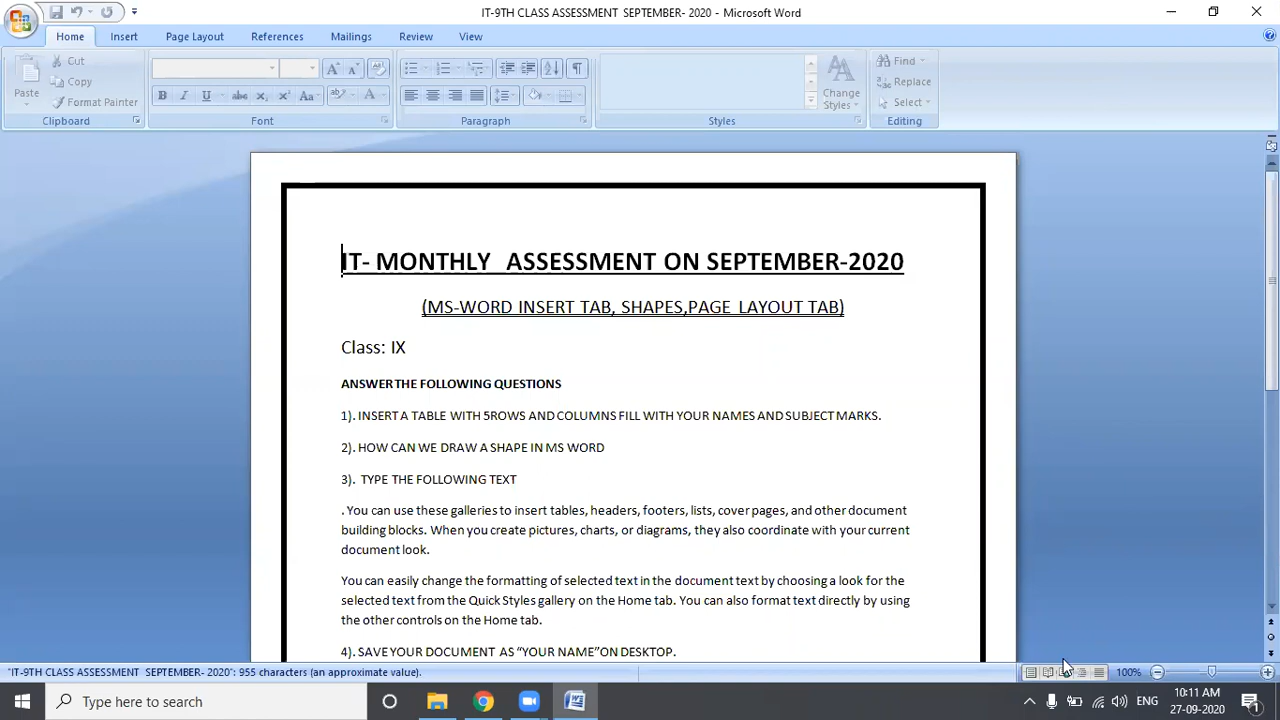 IT-9TH CLASS ASSESSMENT  SEPTEMBER- 2020 - Microsoft Word
Home Insert Page Layout References Mailings Review View
Cut
Copy
Format Painter
Paste
Clipboard
Font
Paragraph
Change
Styles
Styles
Find
Replace
Select
Editing
IT- MONTHLY  ASSESSMENT ON SEPTEMBER-2020
(MS-WORD INSERT TAB, SHAPES,PAGE LAYOUT TAB)
Class: IX
ANSWER THE FOLLOWING QUESTIONS
1). INSERT A TABLE WITH 5ROWS AND COLUMNS FILL WITH YOUR NAMES AND SUBJECT MARKS.
2). HOW CAN WE DRAW A SHAPE IN MS WORD
3).  TYPE THE FOLLOWING TEXT
. You can use these galleries to insert tables, headers, footers, lists, cover pages, and other document
building blocks. When you create pictures, charts, or diagrams, they also coordinate with your current
document look.
You can easily change the formatting of selected text in the document text by choosing a look for the
selected text from the Quick Styles gallery on the Home tab. You can also format text directly by using
the other controls on the Home tab.
4). SAVE YOUR DOCUMENT  AS “YOUR NAME”ON DESKTOP.
"IT-9TH CLASS ASSESSMENT  SEPTEMBER- 2020": 955 characters (an approximate value).
100%
Type here to search
ENG
10:11 AM
27-09-2020